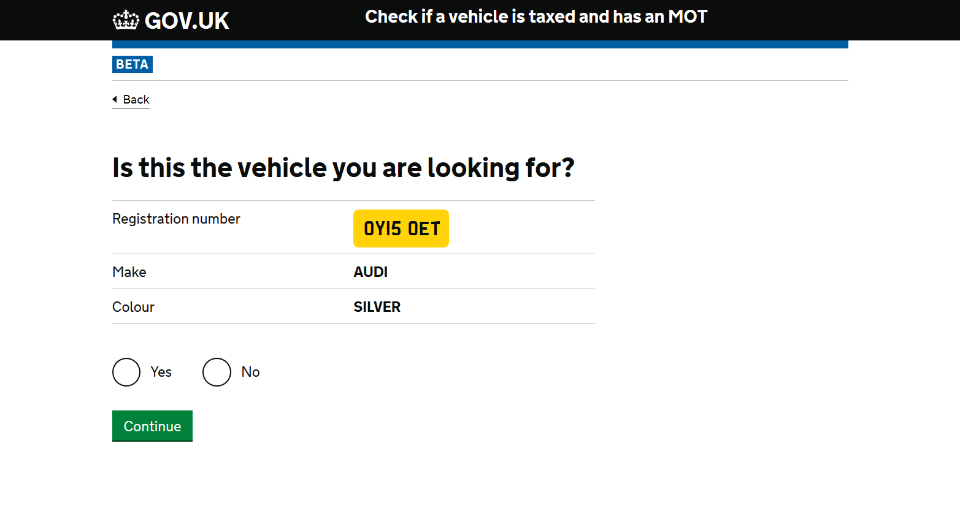 GOV.UK
Check if a vehicle is taxed and has an MOT
BETA
Back
Is this the vehicle you are looking for?
Registration number OY15 OET
Make AUDI
Colour SILVER
Yes No
Continue